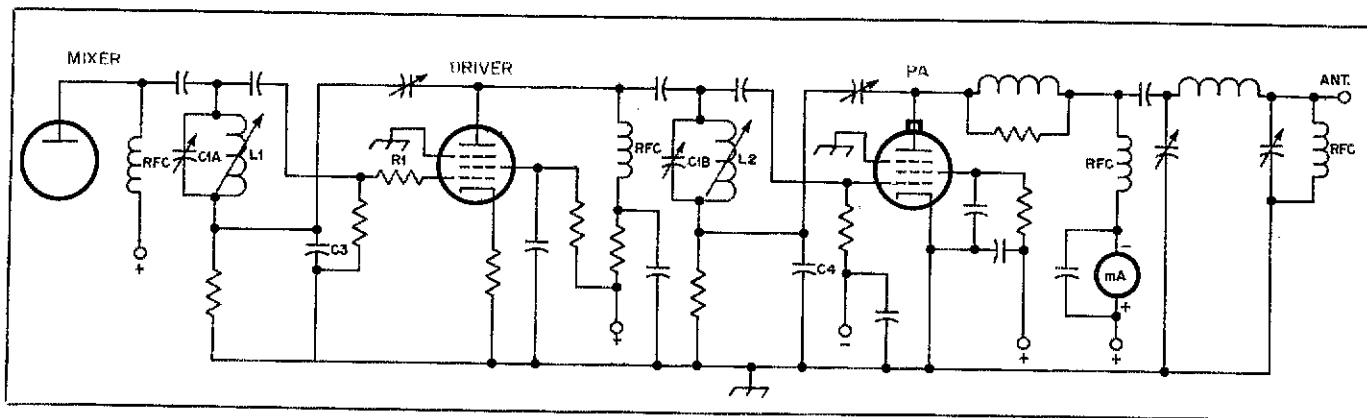 MIXER
DRIVER
PA
ANT.
RFC
C1A
L1
R1
RFC
C1B
L2
RFC
RFC
C3
C4
mA
-
+
+
+
-
+
+